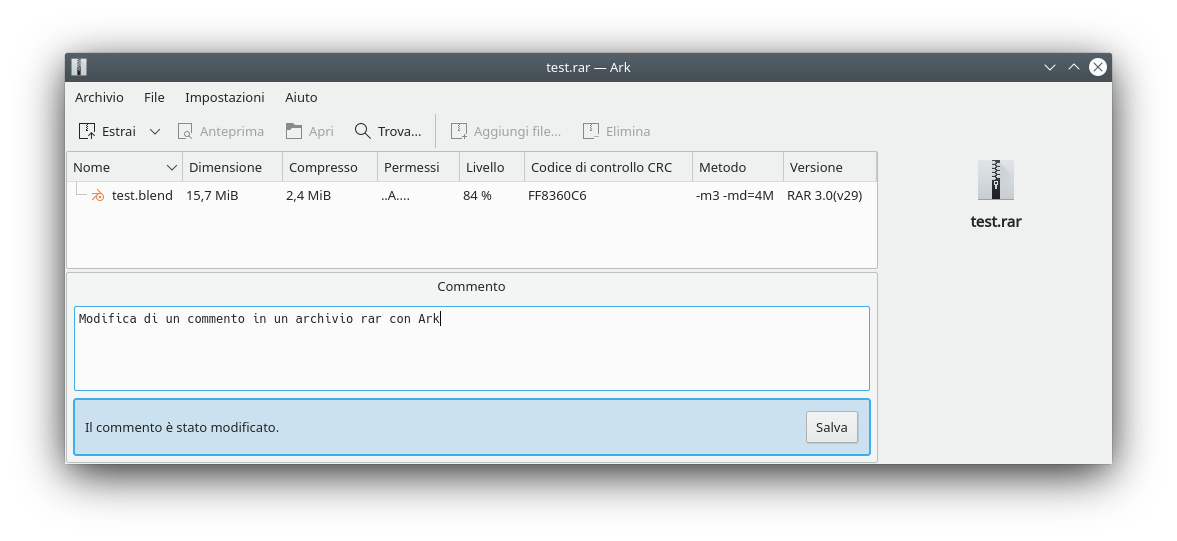 test.rar — Ark
Archivio File Impostazioni Aiuto
Estrai Anteprima Apri Trova... Aggiungi file... Elimina
Nome Dimensione Compresso Permessi Livello Codice di controllo CRC Metodo Versione
test.blend 15,7 MiB 2,4 MiB ..A.... 84 % FF8360C6 -m3 -md=4M RAR 3.0(v29)
test.rar
Commento
Modifica di un commento in un archivio rar con Ark
Il commento è stato modificato. Salva